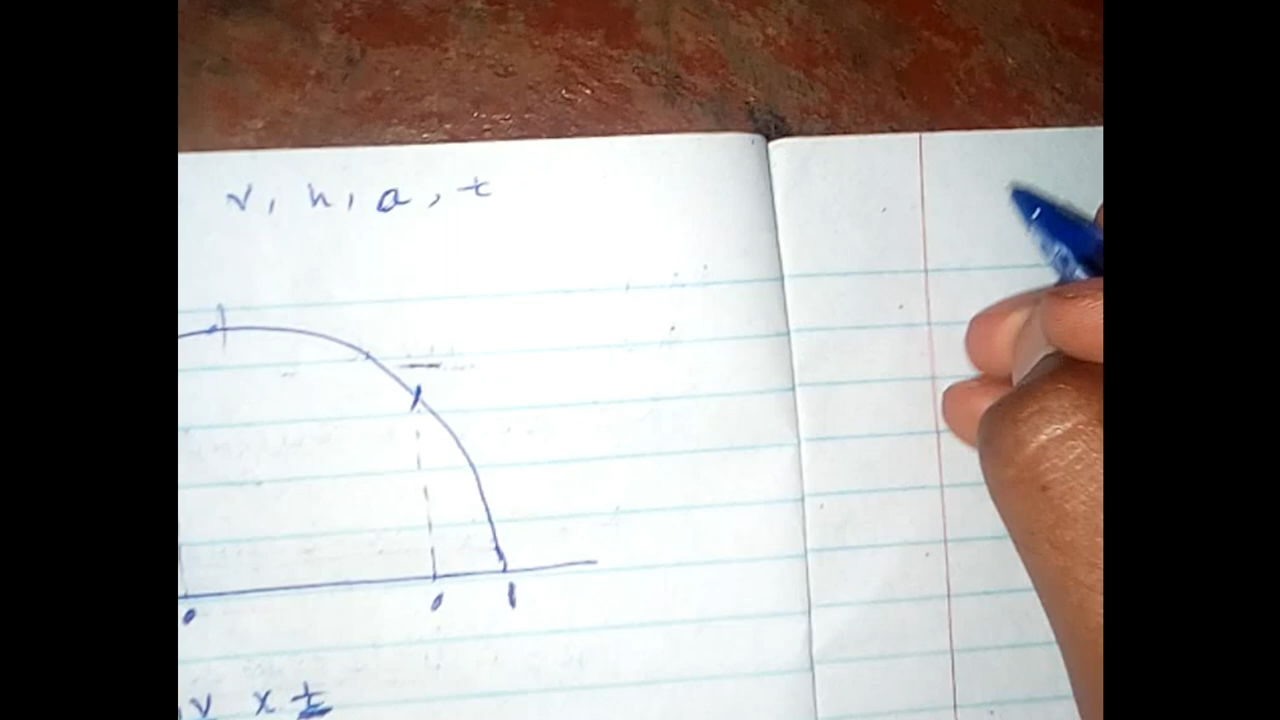 v, h, a, t
0 0 1
v x t